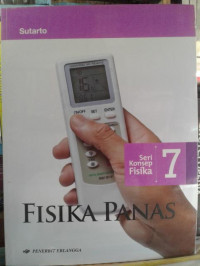 Sutarto
Seri
Konsep
Fisika
7
FISIKA PANAS
PENERBIT ERLANGGA